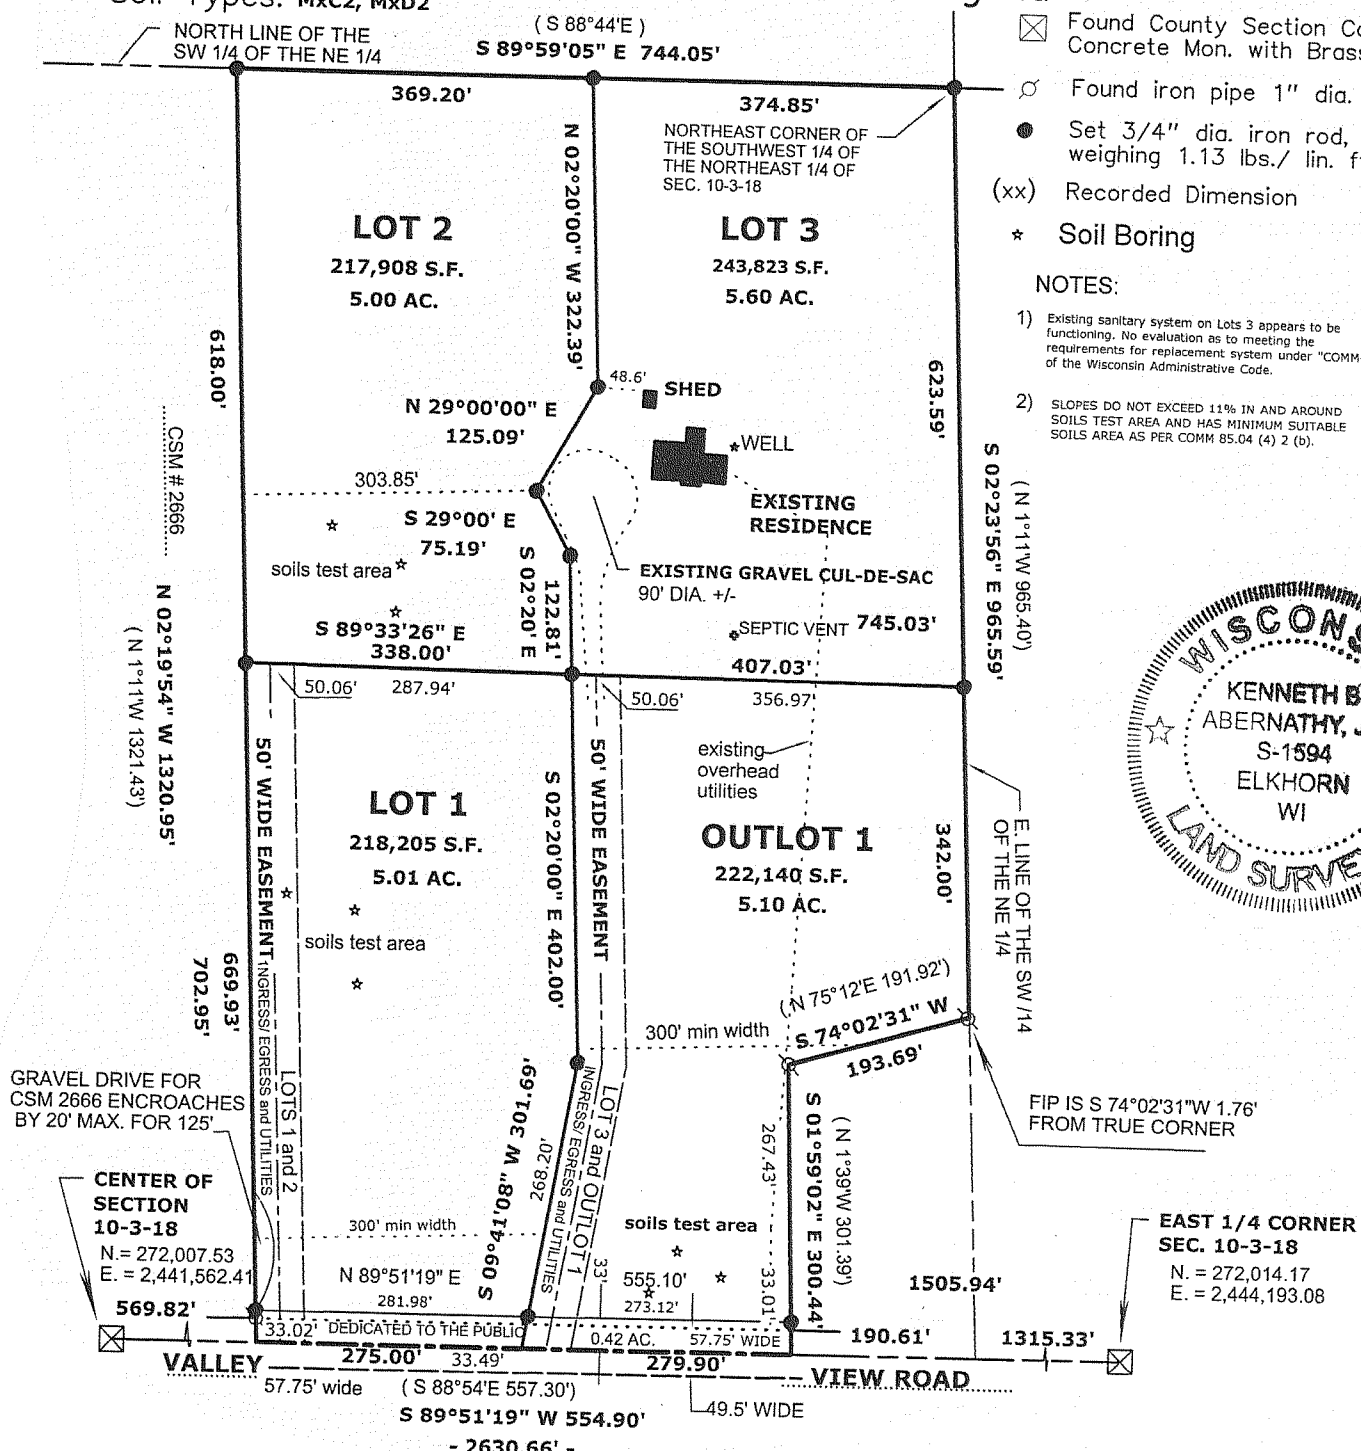 Soil Types: MxC2, MxD2
NORTH LINE OF THE
SW 1/4 OF THE NE 1/4
( S 88°44'E )
S 89°59'05" E 744.05'
369.20'
374.85'
NORTHEAST CORNER OF
THE SOUTHWEST 1/4 OF
THE NORTHEAST 1/4 OF
SEC. 10-3-18
Found County Section
Concrete Mon. with
Found iron pipe 1" dia.
Set 3/4" dia. iron rod,
weighing 1.13 lbs./ lin.
(xx) Recorded Dimension
Soil Boring
NOTES:
1) Existing sanitary system on Lots 3 appears to be
functioning. No evaluation as to meeting the
requirements for replacement system under "COMM
of the Wisconsin Administrative Code.
2) SLOPES DO NOT EXCEED 11% IN AND AROUND
SOILS TEST AREA AND HAS MINIMUM SUITABLE
SOILS AREA AS PER COMM 85.04 (4) 2 (b).
LOT 2
217,908 S.F.
5.00 AC.
N 02°20'00" W 322.39'
LOT 3
243,823 S.F.
5.60 AC.
618.00'
623.59'
48.6'
SHED
N 29°00'00" E
125.09'
WELL
CSM # 2666
303.85'
EXISTING
RESIDENCE
S 29°00' E
75.19'
soils test area
EXISTING GRAVEL CUL-DE-SAC
90' DIA. +/-
S 02°20' E
122.81'
S 02°23'56" E 965.59'
( N 1°11'W 965.40')
N 02°19'54" W 1320.95'
( N 1°11'W 1321.43')
S 89°33'26" E
338.00'
SEPTIC VENT
745.03'
407.03'
50.06'
287.94'
50.06'
356.97'
WISCONS
KENNETH B
ABERNATHY,
S-1594
ELKHORN
WI
LAND SURVE
50' WIDE EASEMENT
INGRESS/ EGRESS and UTILITIES
LOTS 1 and 2
LOT 1
218,205 S.F.
5.01 AC.
soils test area
S 02°20'00" E 402.00'
50' WIDE EASEMENT
existing
overhead
utilities
OUTLOT 1
222,140 S.F.
5.10 AC.
342.00'
E. LINE OF THE SW /14
OF THE NE 1/4
669.93'
702.95'
( N 75°12'E 191.92')
S 74°02'31" W
193.69'
300' min width
INGRESS/ EGRESS and UTILITIES
LOT 3 and OUTLOT 1
S 09°41'08" W 301.69'
268.20'
GRAVEL DRIVE FOR
CSM 2666 ENCROACHES
BY 20' MAX. FOR 125'
FIP IS S 74°02'31"W 1.76'
FROM TRUE CORNER
267.43'
S 01°59'02" E 300.44'
( N 1°39'W 301.39')
CENTER OF
SECTION
10-3-18
N.= 272,007.53
E. = 2,441,562.41
300' min width
soils test area
EAST 1/4 CORNER
SEC. 10-3-18
N. = 272,014.17
E. = 2,444,193.08
N 89°51'19" E
281.98'
33'
555.10'
273.12'
33.01'
1505.94'
569.82'
33.02'
DEDICATED TO THE PUBLIC
0.42 AC.
57.75' WIDE
190.61'
1315.33'
VALLEY
275.00'
33.49'
279.90'
VIEW ROAD
57.75' wide
( S 88°54'E 557.30')
49.5' WIDE
S 89°51'19" W 554.90'
- 2630.66' -